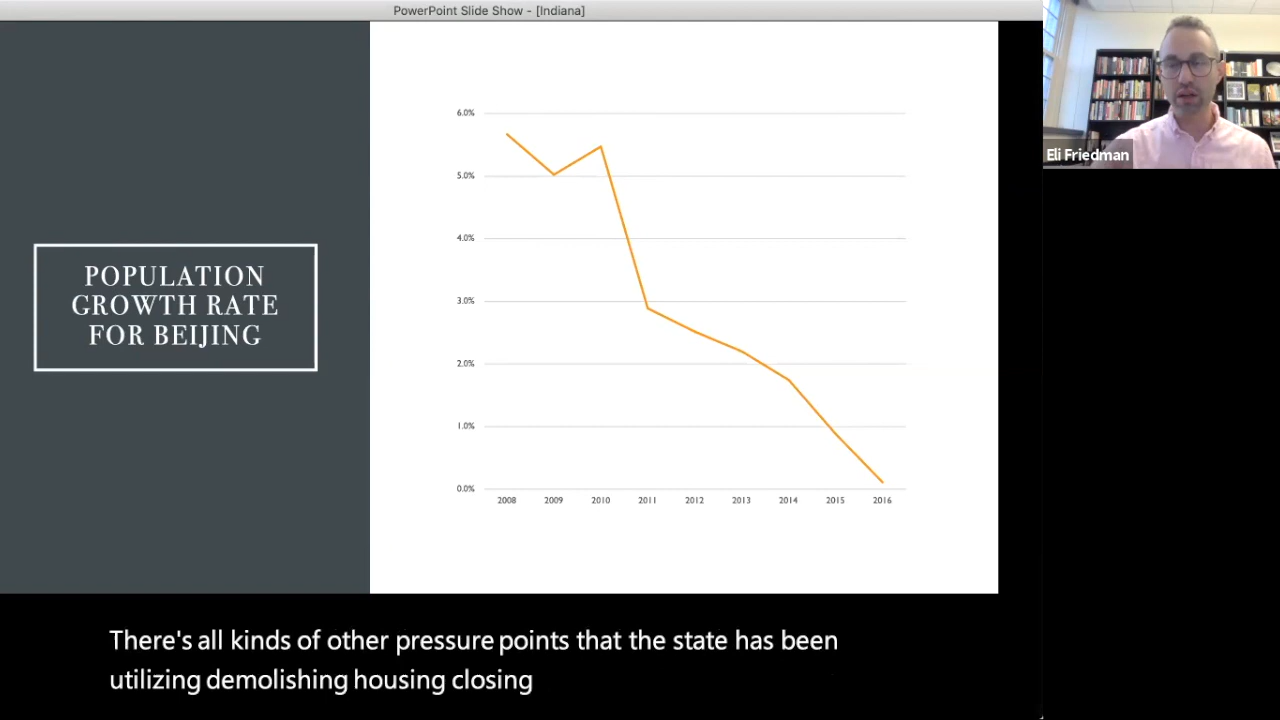 PowerPoint Slide Show - [Indiana]
Eli Friedman
POPULATION
GROWTH RATE
FOR BEIJING
6.0%
5.0%
4.0%
3.0%
2.0%
1.0%
0.0%
2008 2009 2010 2011 2012 2013 2014 2015 2016
There's all kinds of other pressure points that the state has been
utilizing demolishing housing closing